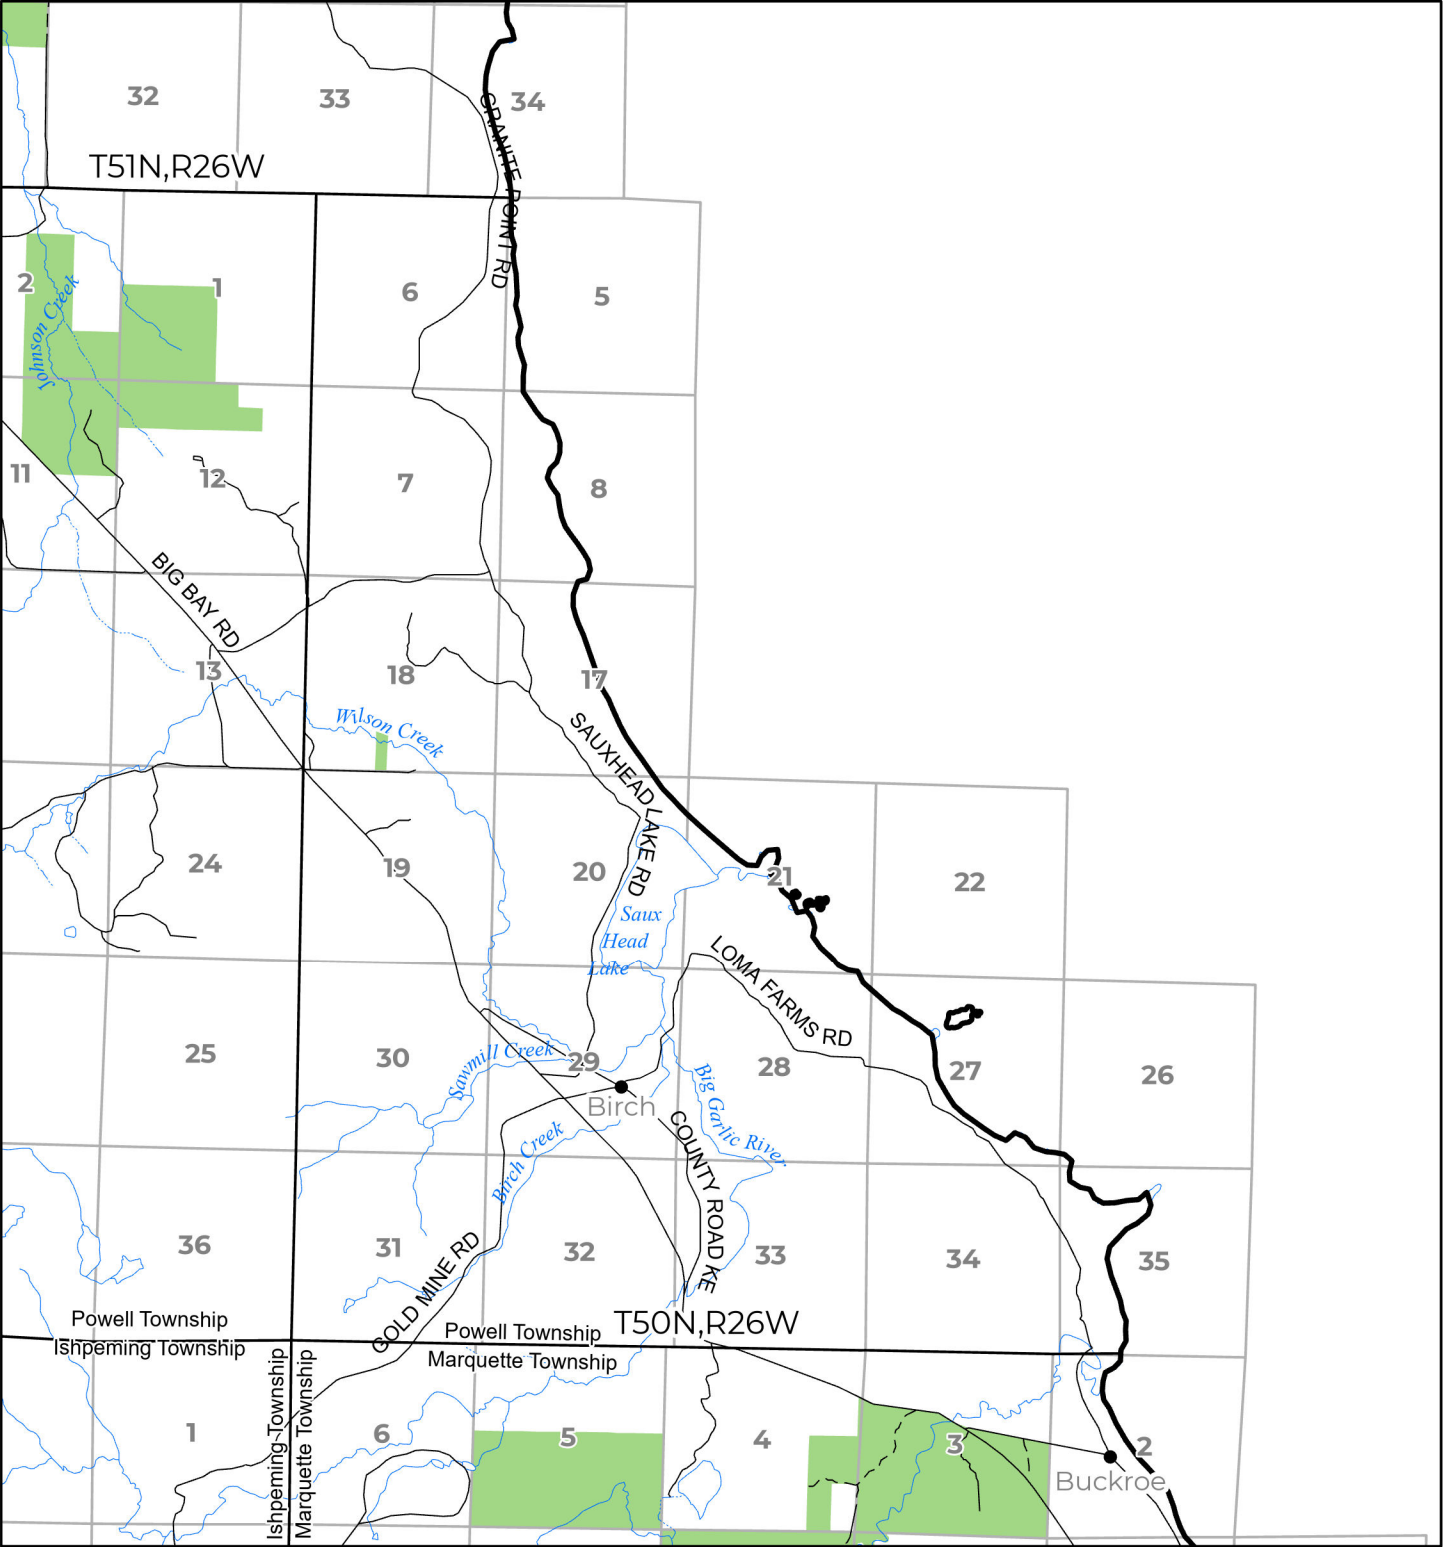 32
33
34
T51N,R26W
GRANITE POINT RD
2
1
6
5
Johnson Creek
11
12
7
8
BIG BAY RD
13
18
17
Wilson Creek
SAUXHEAD LAKE RD
24
19
20
21
22
Saux
Head
Lake
LOMA FARMS RD
25
30
Sawmill Creek
29
28
27
26
Birch
Big Garlic River
COUNTY ROAD KE
Birch Creek
36
31
32
33
34
35
GOLD MINE RD
Powell Township
Ishpeming Township
Powell Township
Marquette Township
T50N,R26W
Ishpeming Township
Marquette Township
1
6
5
4
3
2
Buckroe